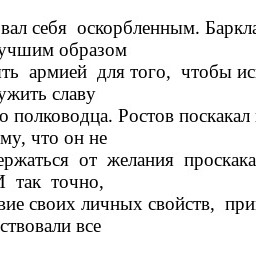 вал себя оскорбленным. Баркла
учшим образом
ть армией для того, чтобы ис
ужить славу
о полководца. Ростов поскакал
му, что он не
ержаться от желания проскака
И так точно,
вие своих личных свойств, при
ствовали все